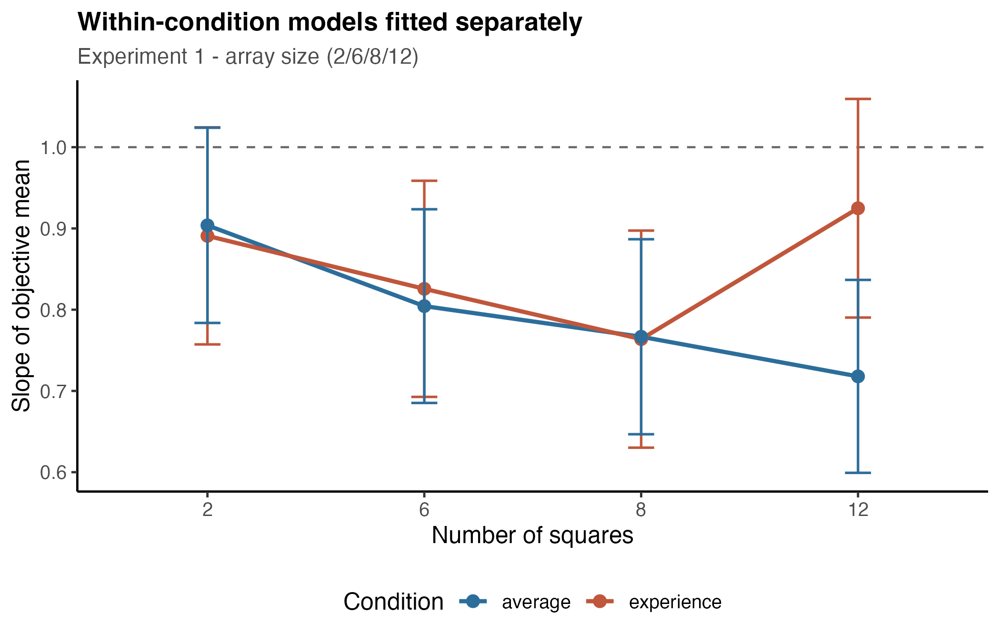 Within-condition models fitted separately
Experiment 1 - array size (2/6/8/12)
Slope of objective mean
1.0
0.9
0.8
0.7
0.6
2 6 8 12
Number of squares
Condition average experience